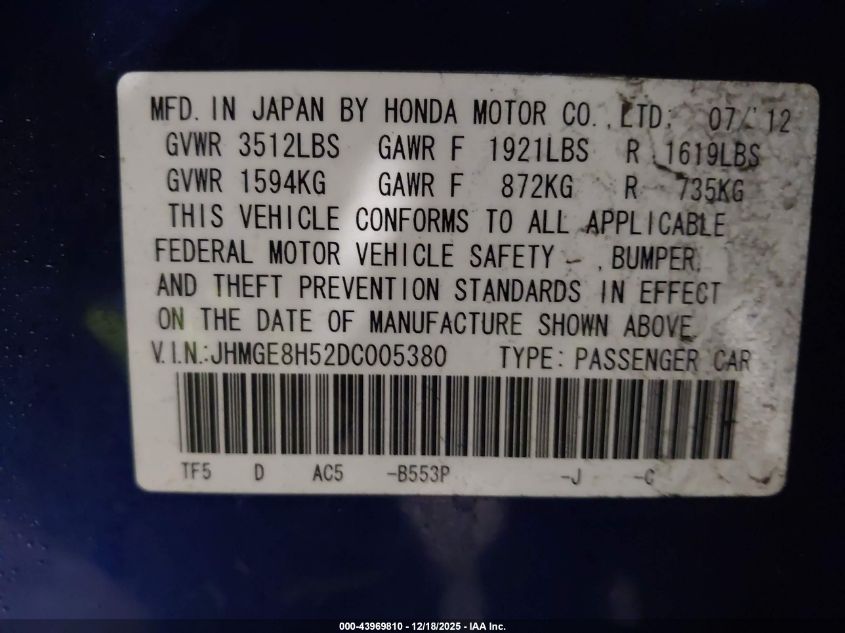 MFD. IN JAPAN BY HONDA MOTOR CO., LTD. 07/'12
GVWR 3512LBS GAWR F 1921LBS R 1619LBS
GVWR 1594KG GAWR F 872KG R 735KG
THIS VEHICLE CONFORMS TO ALL APPLICABLE
FEDERAL MOTOR VEHICLE SAFETY , BUMPER,
AND THEFT PREVENTION STANDARDS IN EFFECT
ON THE DATE OF MANUFACTURE SHOWN ABOVE
V.I.N.:JHMGE8H52DC005380 TYPE: PASSENGER CAR
TF5 D AC5 -B553P -J -C
000-43969810 - 12/18/2025 - IAA Inc.